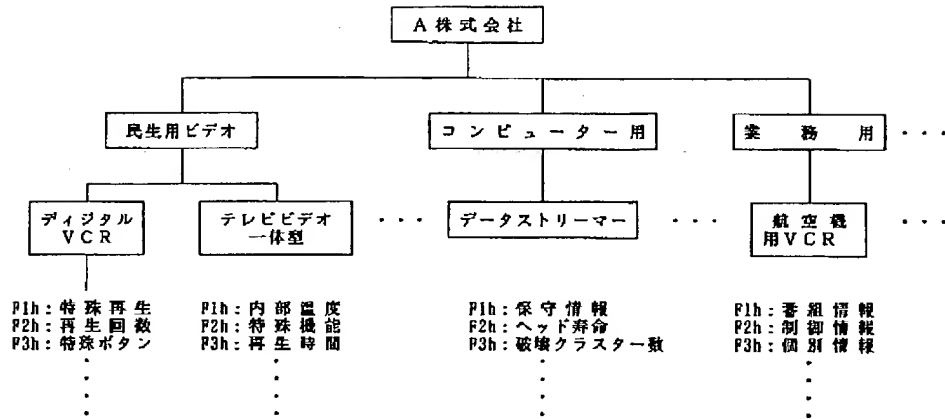 A株式会社
民生用ビデオ
コンピューター用
業務用
・・・
ディジタル
VCR
テレビビデオ
一体型
・・・
データストリーマー
・・・
航空機
用VCR
・・・
F1h:特殊再生
F2h:再生回数
F3h:特殊ボタン
F1h:内部温度
F2h:特殊機能
F3h:再生時間
F1h:保守情報
F2h:ヘッド寿命
F3h:破壊クラスター数
F1h:番組情報
F2h:制御情報
F3h:個別情報